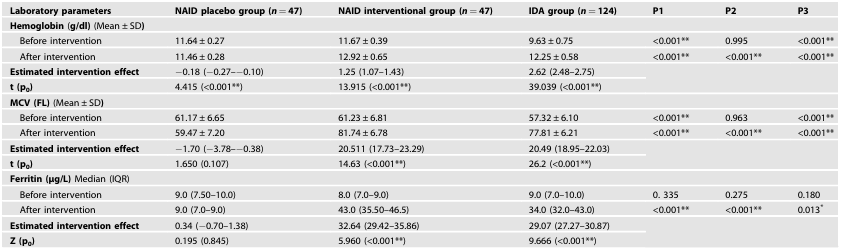 Laboratory parameters NAID placebo group (n = 47) NAID interventional group (n = 47) IDA group (n = 124) P1 P2 P3
Hemoglobin (g/dl) (Mean ± SD)
Before intervention 11.64 ± 0.27 11.67 ± 0.39 9.63 ± 0.75 <0.001** 0.995 <0.001**
After intervention 11.46 ± 0.28 12.92 ± 0.65 12.25 ± 0.58 <0.001** <0.001** <0.001**
Estimated intervention effect −0.18 (−0.27–−0.10) 1.25 (1.07–1.43) 2.62 (2.48–2.75)
t (p0) 4.415 (<0.001**) 13.915 (<0.001**) 39.039 (<0.001**)
MCV (FL) (Mean ± SD)
Before intervention 61.17 ± 6.65 61.23 ± 6.81 57.32 ± 6.10 <0.001** 0.963 <0.001**
After intervention 59.47 ± 7.20 81.74 ± 6.78 77.81 ± 6.21 <0.001** <0.001** <0.001**
Estimated intervention effect −1.70 (−3.78–−0.38) 20.511 (17.73–23.29) 20.49 (18.95–22.03)
t (p0) 1.650 (0.107) 14.63 (<0.001**) 26.2 (<0.001**)
Ferritin (µg/L) Median (IQR)
Before intervention 9.0 (7.50–10.0) 8.0 (7.0–9.0) 9.0 (7.0–10.0) 0. 335 0.275 0.180
After intervention 9.0 (7.0–9.0) 43.0 (35.50–46.5) 34.0 (32.0–43.0) <0.001** <0.001** 0.013*
Estimated intervention effect 0.34 (−0.70–1.38) 32.64 (29.42–35.86) 29.07 (27.27–30.87)
Z (p0) 0.195 (0.845) 5.960 (<0.001**) 9.666 (<0.001**)